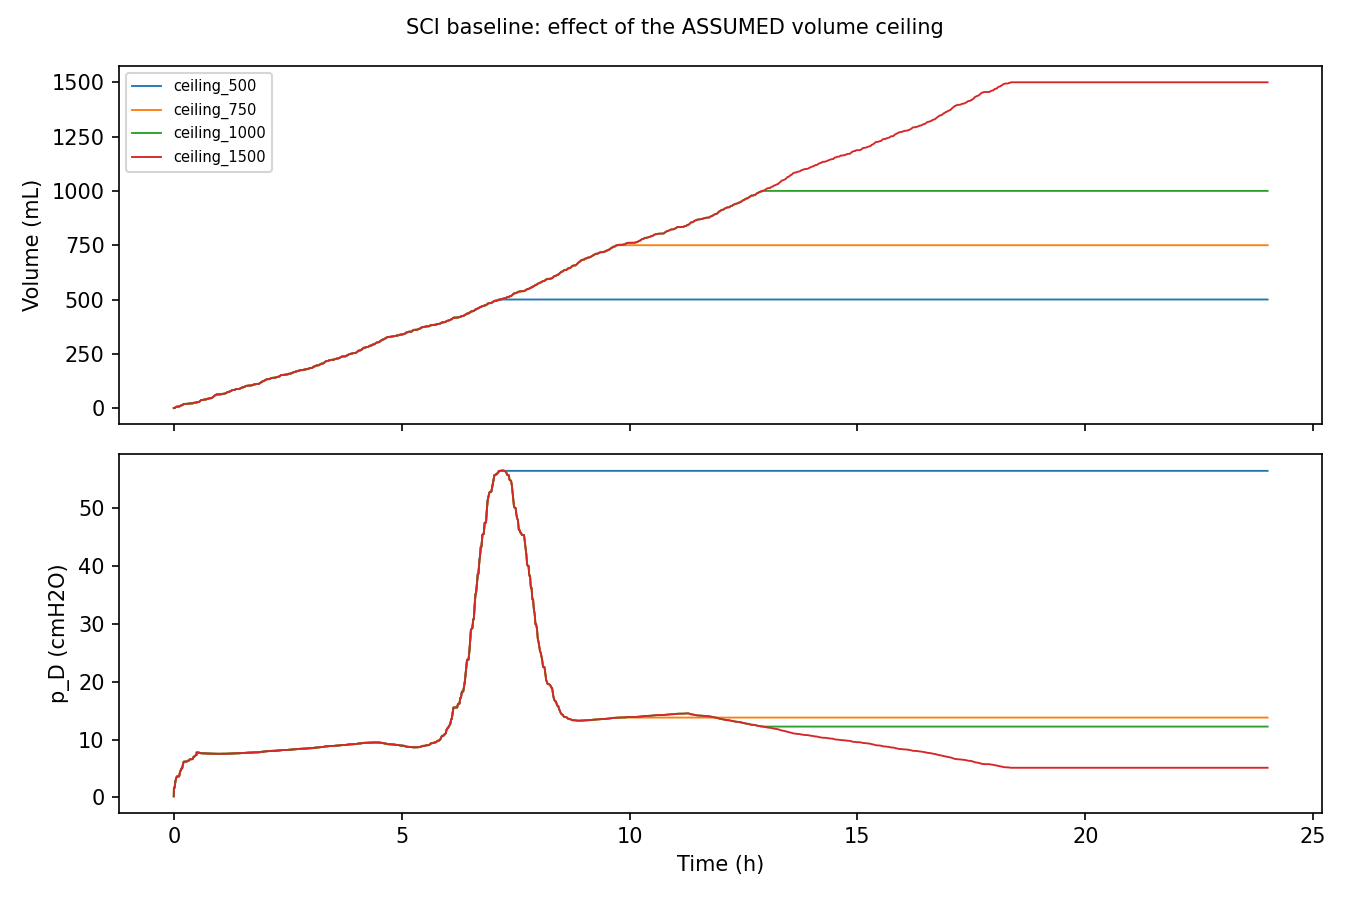 SCI baseline: effect of the ASSUMED volume ceiling
1500
1250
1000
750
500
250
0
Volume (mL)
ceiling_500
ceiling_750
ceiling_1000
ceiling_1500
50
40
30
20
10
0
p_D (cmH2O)
0 5 10 15 20 25
Time (h)